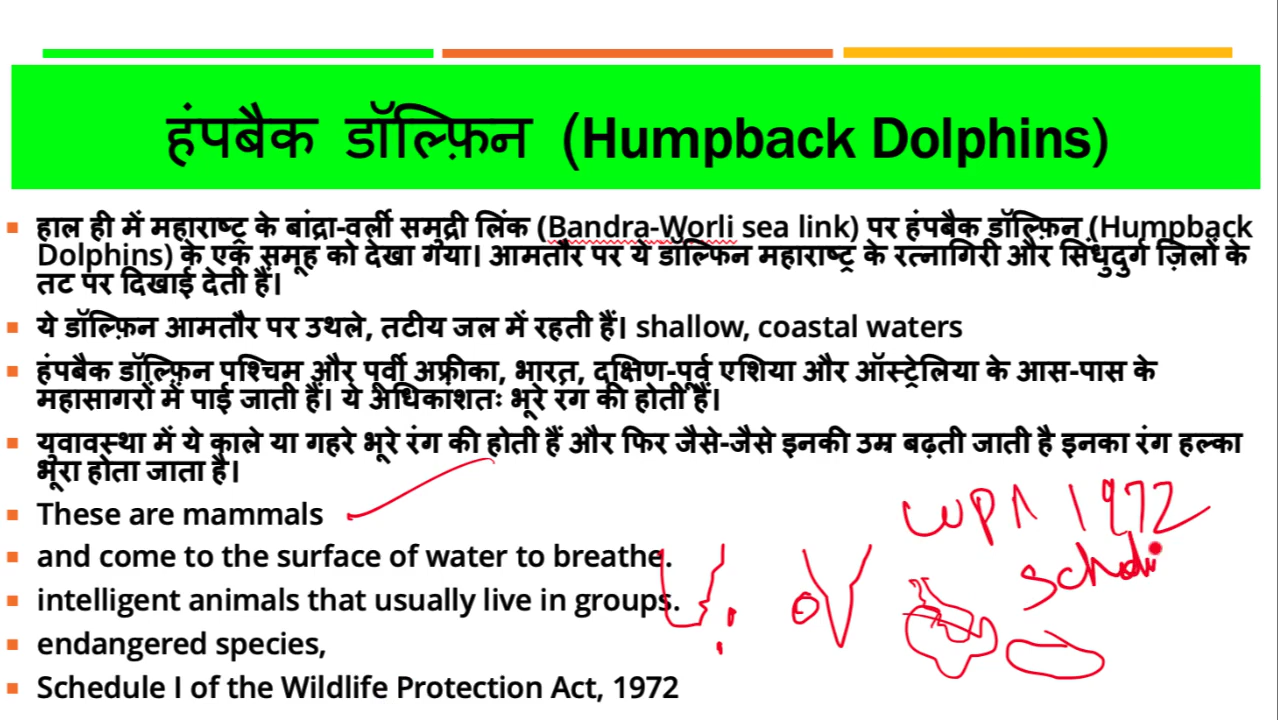 हंपबैक डॉल्फ़िन (Humpback Dolphins)
▪ हाल ही में महाराष्ट्र के बांद्रा-वर्ली समुद्री लिंक (Bandra-Worli sea link) पर हंपबैक डॉल्फ़िन (Humpback
Dolphins) के एक समूह को देखा गया। आमतौर पर ये डॉल्फिन महाराष्ट्र के रत्नागिरी और सिंधुदुर्ग ज़िलों के
तट पर दिखाई देती हैं।
▪ ये डॉल्फ़िन आमतौर पर उथले, तटीय जल में रहती हैं। shallow, coastal waters
▪ हंपबैक डॉल्फ़िन पश्चिम और पूर्वी अफ्रीका, भारत, दक्षिण-पूर्व एशिया और ऑस्ट्रेलिया के आस-पास के
महासागरों में पाई जाती हैं। ये अधिकांशतः भूरे रंग की होती हैं।
▪ युवावस्था में ये काले या गहरे भूरे रंग की होती हैं और फिर जैसे-जैसे इनकी उम्र बढ़ती जाती है इनका रंग हल्का
भूरा होता जाता है।
▪ These are mammals
WPA 1972
▪ and come to the surface of water to breathe.
▪ intelligent animals that usually live in groups.
▪ endangered species,
▪ Schedule I of the Wildlife Protection Act, 1972